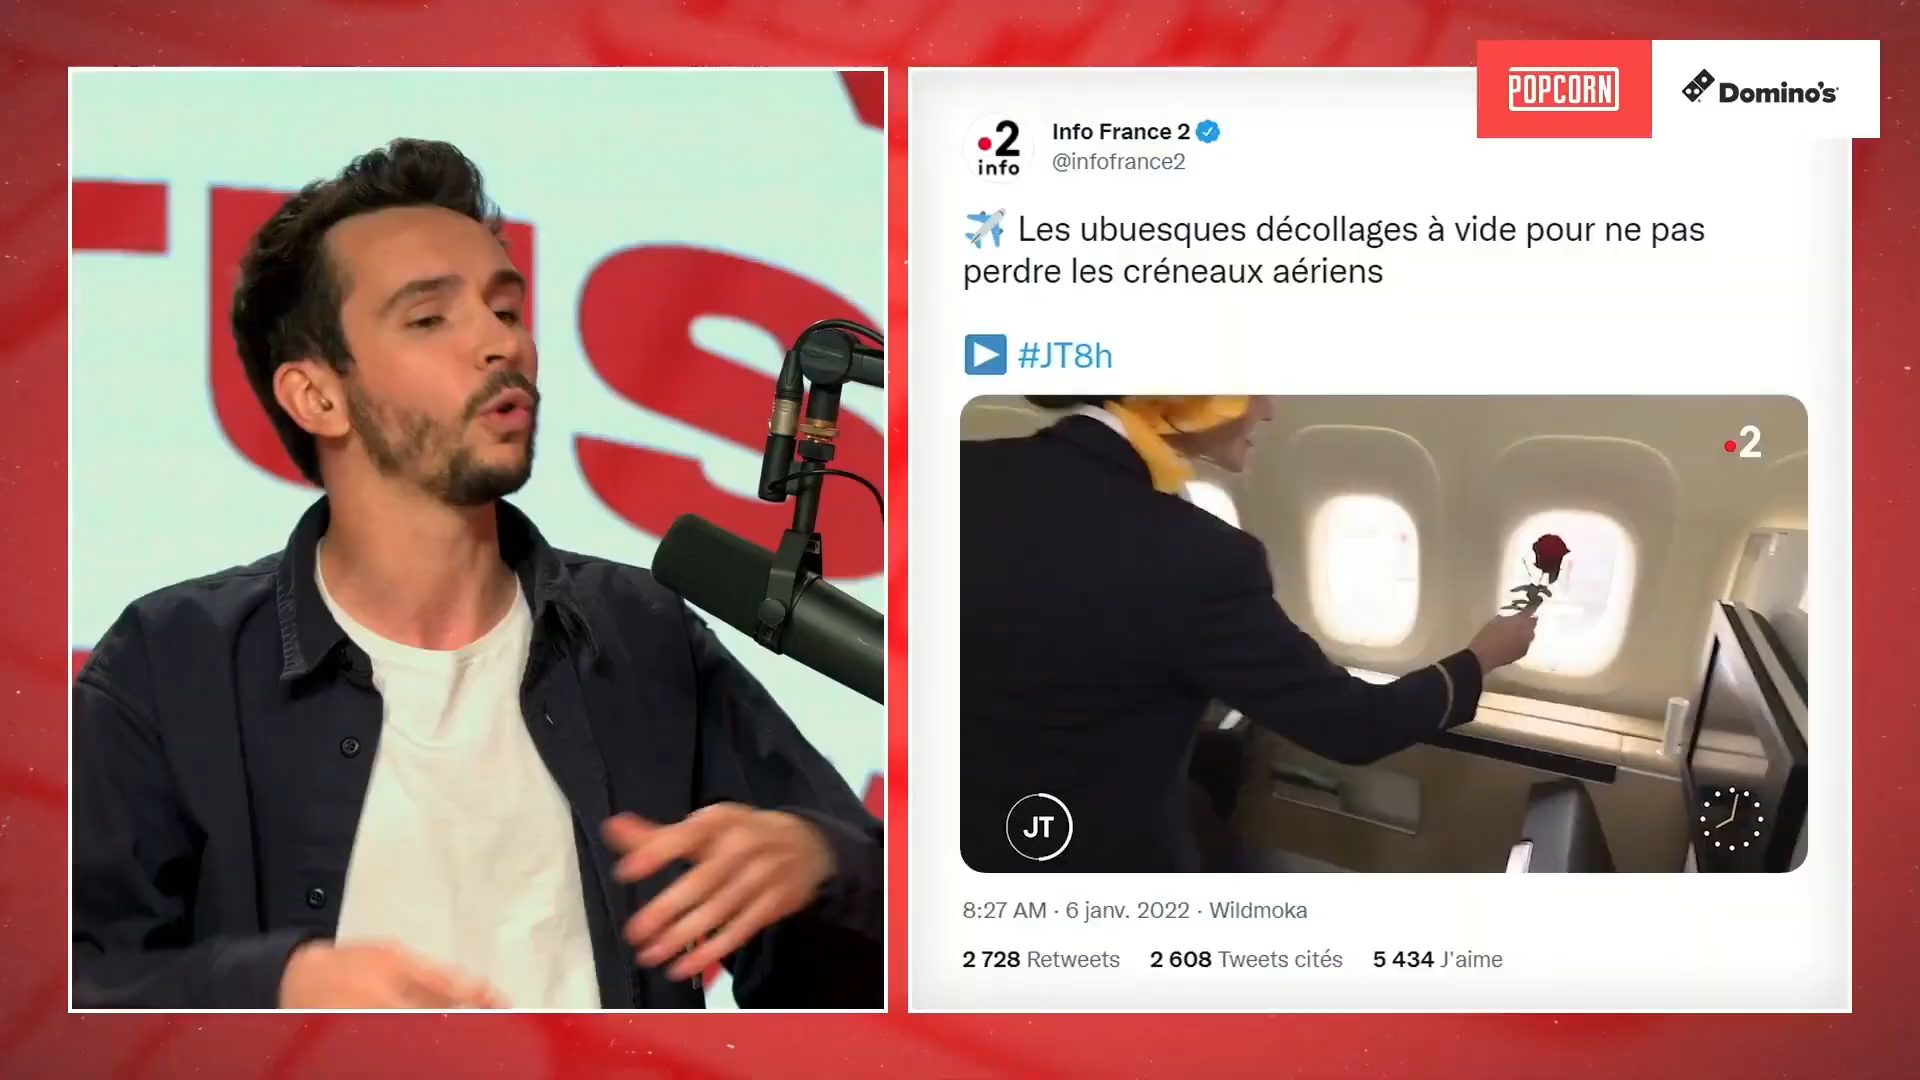 TUS
POPCORN
Domino's
2
info
Info France 2
@infofrance2
Les ubuesques décollages à vide pour ne pas
perdre les créneaux aériens
#JT8h
2
JT
8:27 AM · 6 janv. 2022 · Wildmoka
2 728 Retweets 2 608 Tweets cités 5 434 J'aime